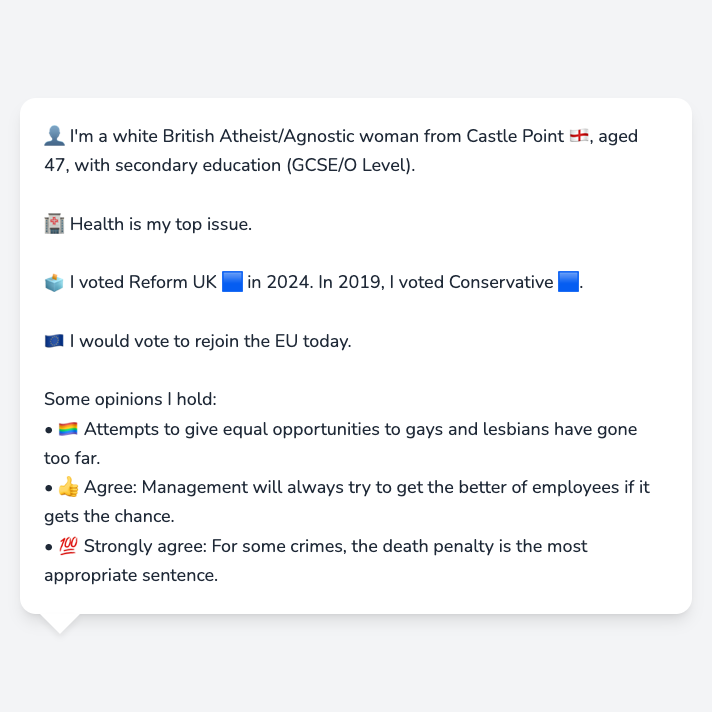 👤 I'm a white British Atheist/Agnostic woman from Castle Point 🏴󠁧󠁢󠁥󠁮󠁧󠁿, aged
47, with secondary education (GCSE/O Level).
🏥 Health is my top issue.
🗳️ I voted Reform UK 🟦 in 2024. In 2019, I voted Conservative 🟦.
🇪🇺 I would vote to rejoin the EU today.
Some opinions I hold:
• 🏳️‍🌈 Attempts to give equal opportunities to gays and lesbians have gone
too far.
• 👍 Agree: Management will always try to get the better of employees if it
gets the chance.
• 💯 Strongly agree: For some crimes, the death penalty is the most
appropriate sentence.